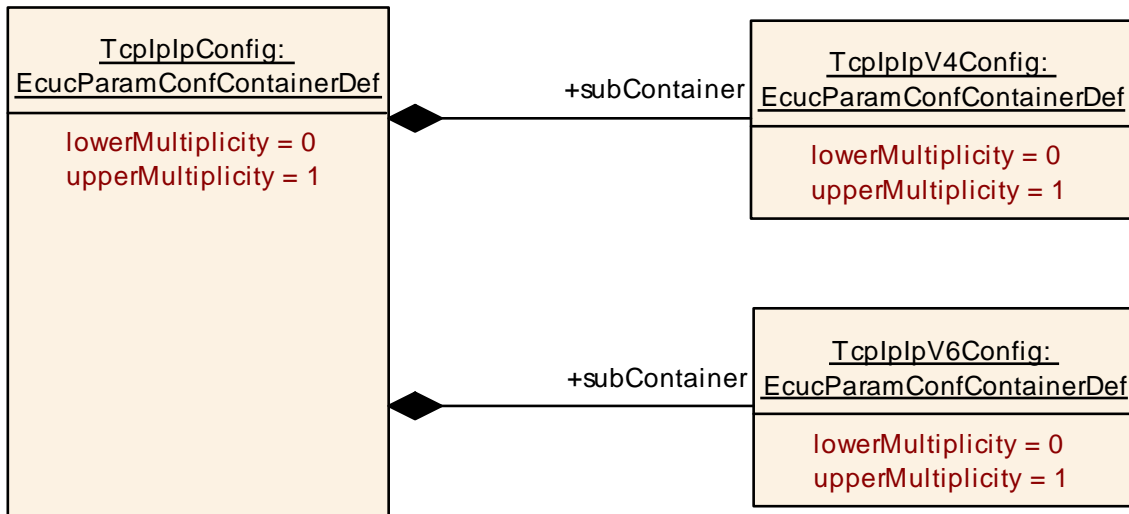 TcpIpIpConfig:
EcucParamConfContainerDef
lowerMultiplicity = 0
upperMultiplicity = 1
+subContainer
TcpIpIpV4Config:
EcucParamConfContainerDef
lowerMultiplicity = 0
upperMultiplicity = 1
+subContainer
TcpIpIpV6Config:
EcucParamConfContainerDef
lowerMultiplicity = 0
upperMultiplicity = 1